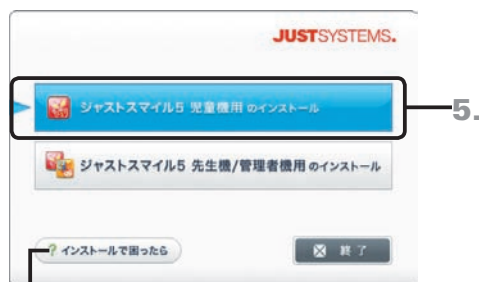 JUSTSYSTEMS.
ジャストスマイル5 児童機用 のインストール
5.
ジャストスマイル5 先生機/管理者機用 のインストール
? インストールで困ったら
終了